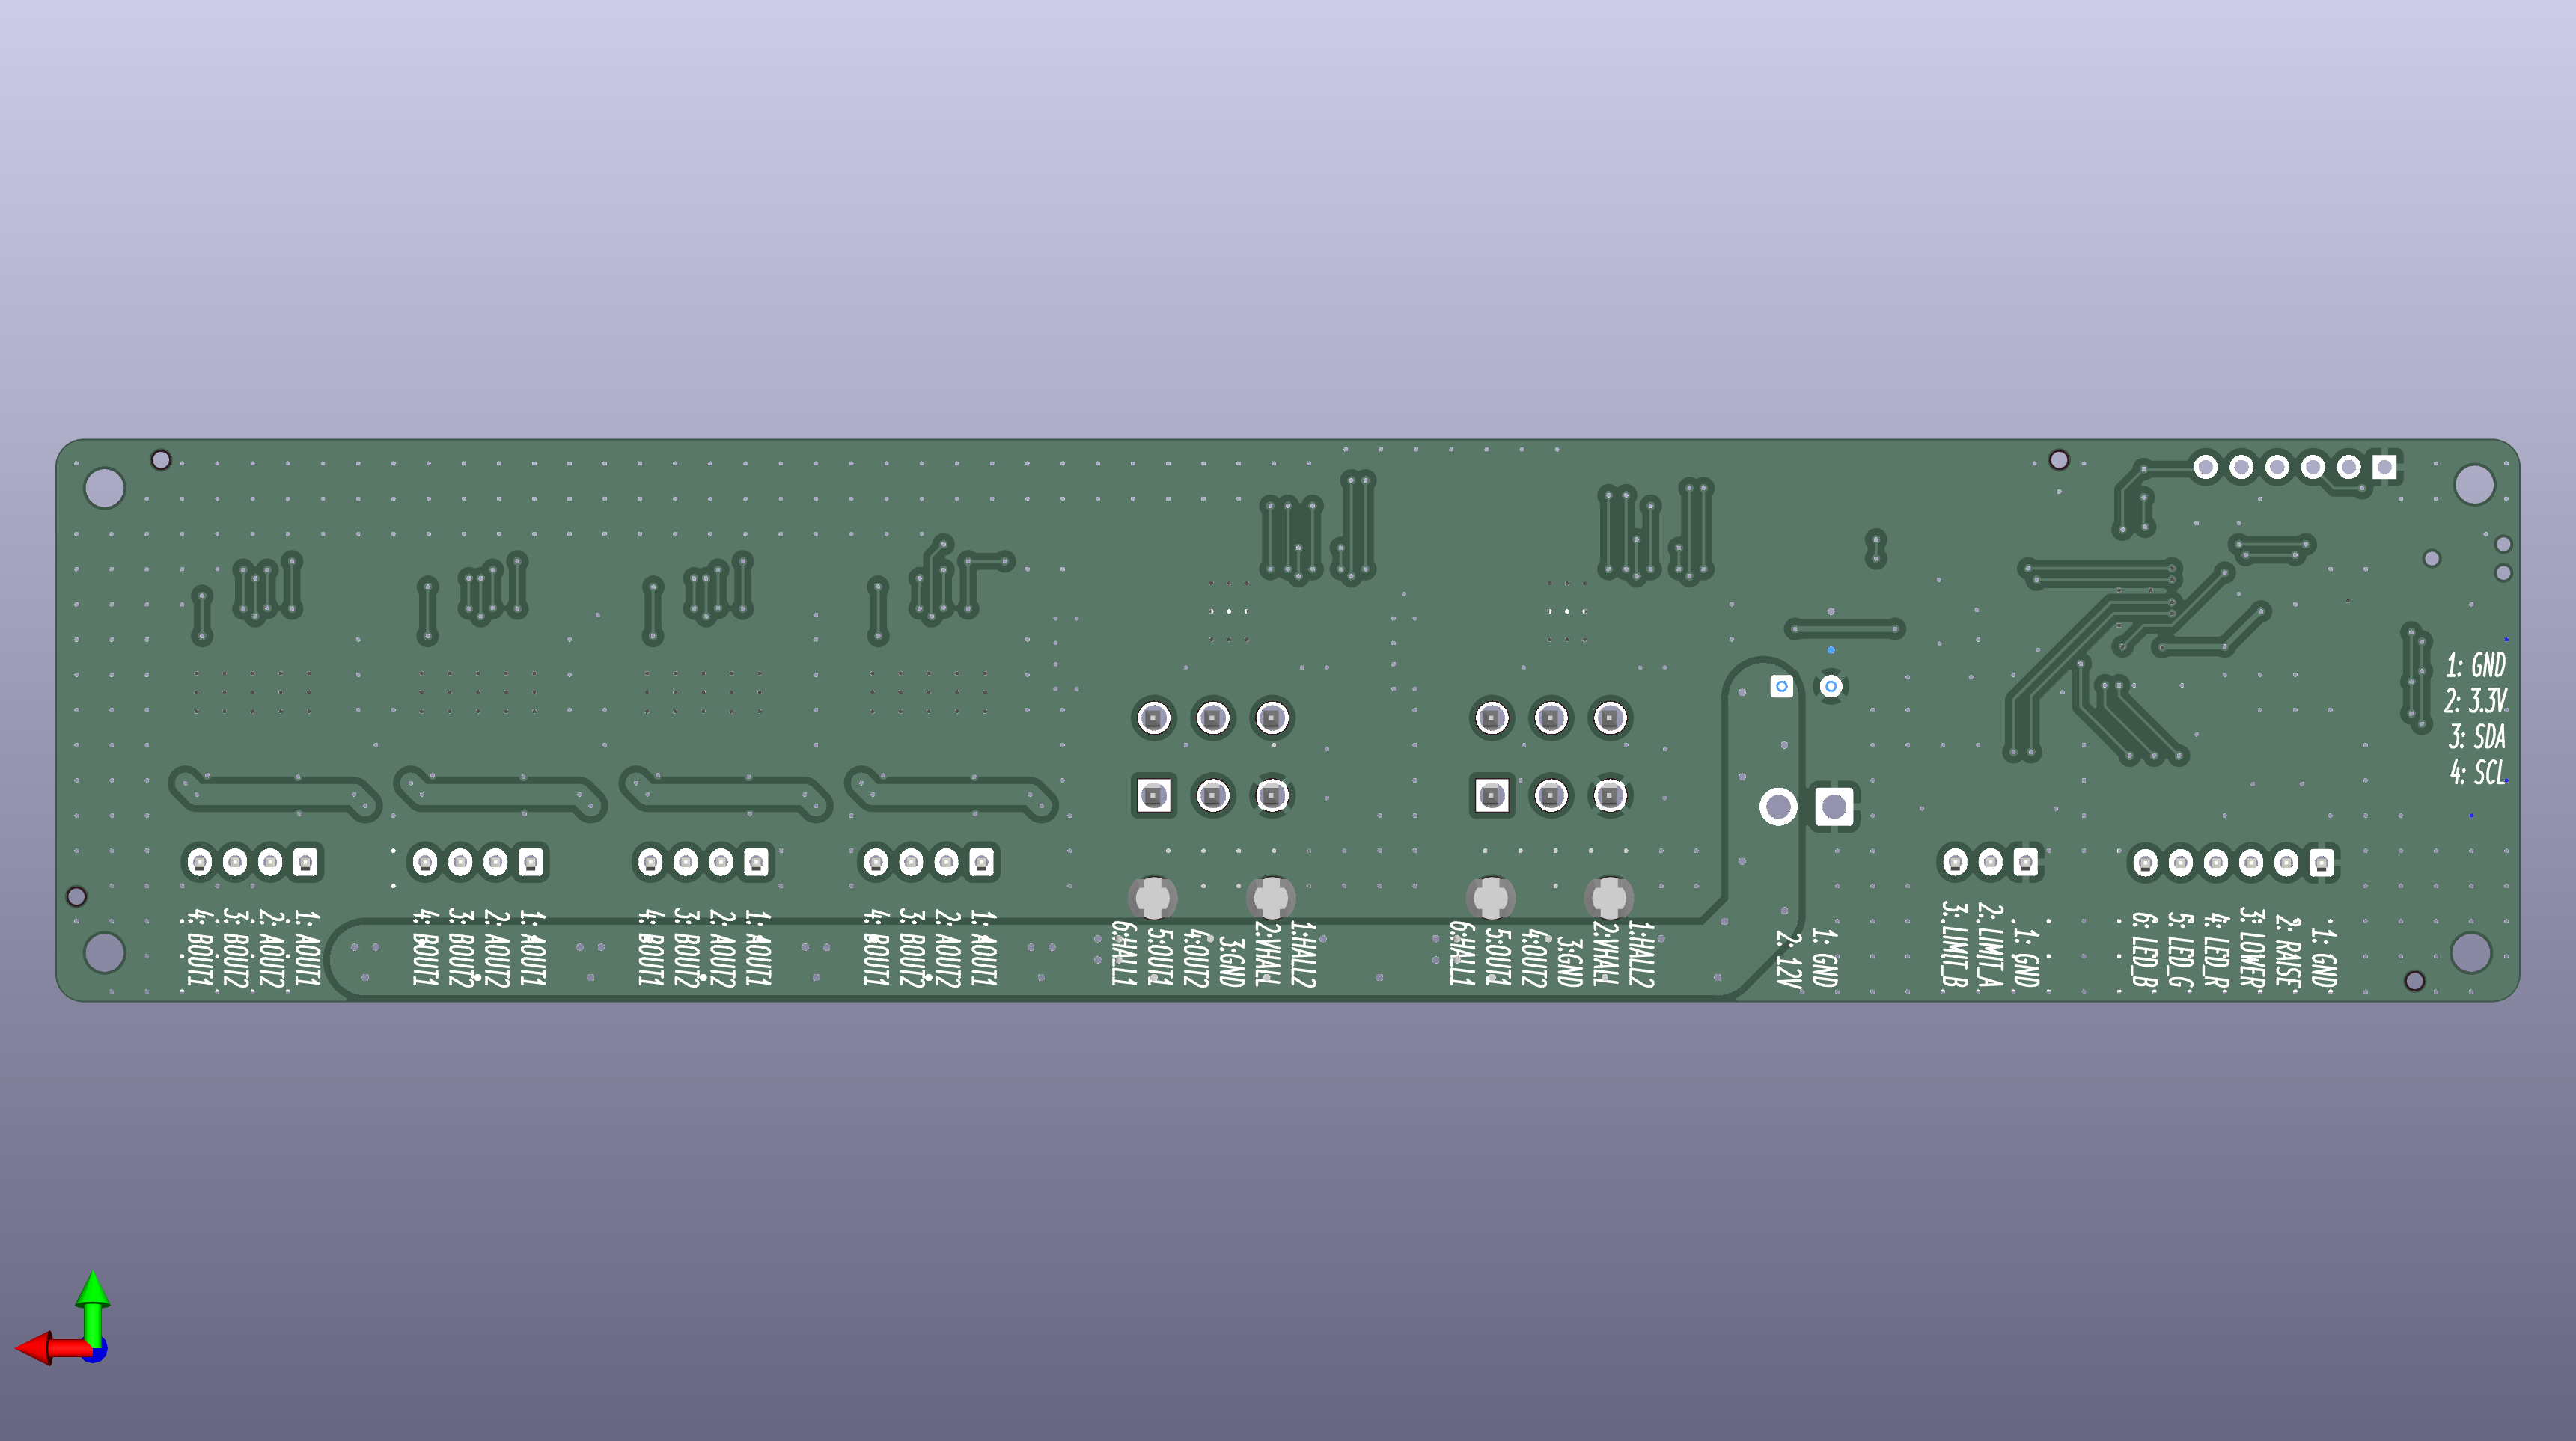 1: GND
2: 3.3V
3: SDA
4: SCL
4: BOUT1
3: BOUT2
2: AOUT2
1: AOUT1
4: BOUT1
3: BOUT2
2: AOUT2
1: AOUT1
4: BOUT1
3: BOUT2
2: AOUT2
1: AOUT1
4: BOUT1
3: BOUT2
2: AOUT2
1: AOUT1
6:HALL1
5:OUT1
4:OUT2
3:GND
2:VHALL
1:HALL2
6:HALL1
5:OUT1
4:OUT2
3:GND
2:VHALL
1:HALL2
2: 12V
1: GND
3: LIMIT_B
2: LIMIT_A
1: GND
6: LED_B
5: LED_G
4: LED_R
3: LOWER
2: RAISE
1: GND